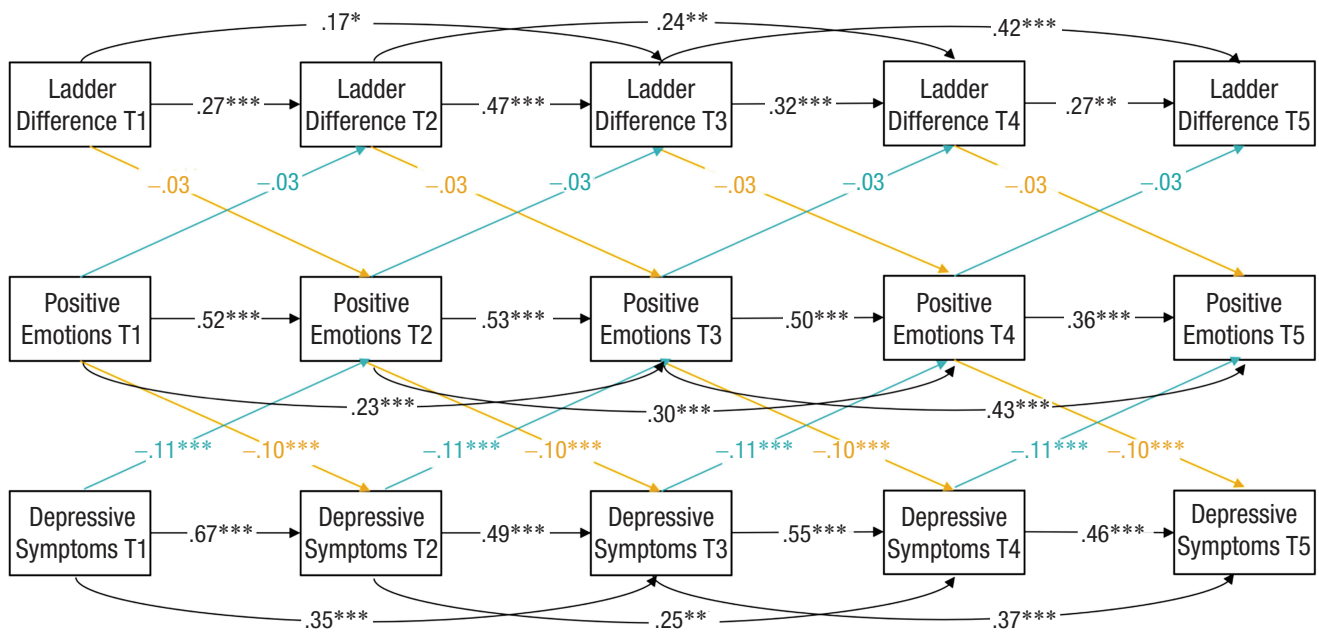 .17*
.24**
.42***
Ladder
Difference T1
.27***
Ladder
Difference T2
.47***
Ladder
Difference T3
.32***
Ladder
Difference T4
.27**
Ladder
Difference T5
–.03
–.03
–.03
–.03
–.03
–.03
–.03
–.03
Positive
Emotions T1
.52***
Positive
Emotions T2
.53***
Positive
Emotions T3
.50***
Positive
Emotions T4
.36***
Positive
Emotions T5
.23***
.30***
.43***
–.11***
–.10***
–.11***
–.10***
–.11***
–.10***
–.11***
–.10***
Depressive
Symptoms T1
.67***
Depressive
Symptoms T2
.49***
Depressive
Symptoms T3
.55***
Depressive
Symptoms T4
.46***
Depressive
Symptoms T5
.35***
.25**
.37***